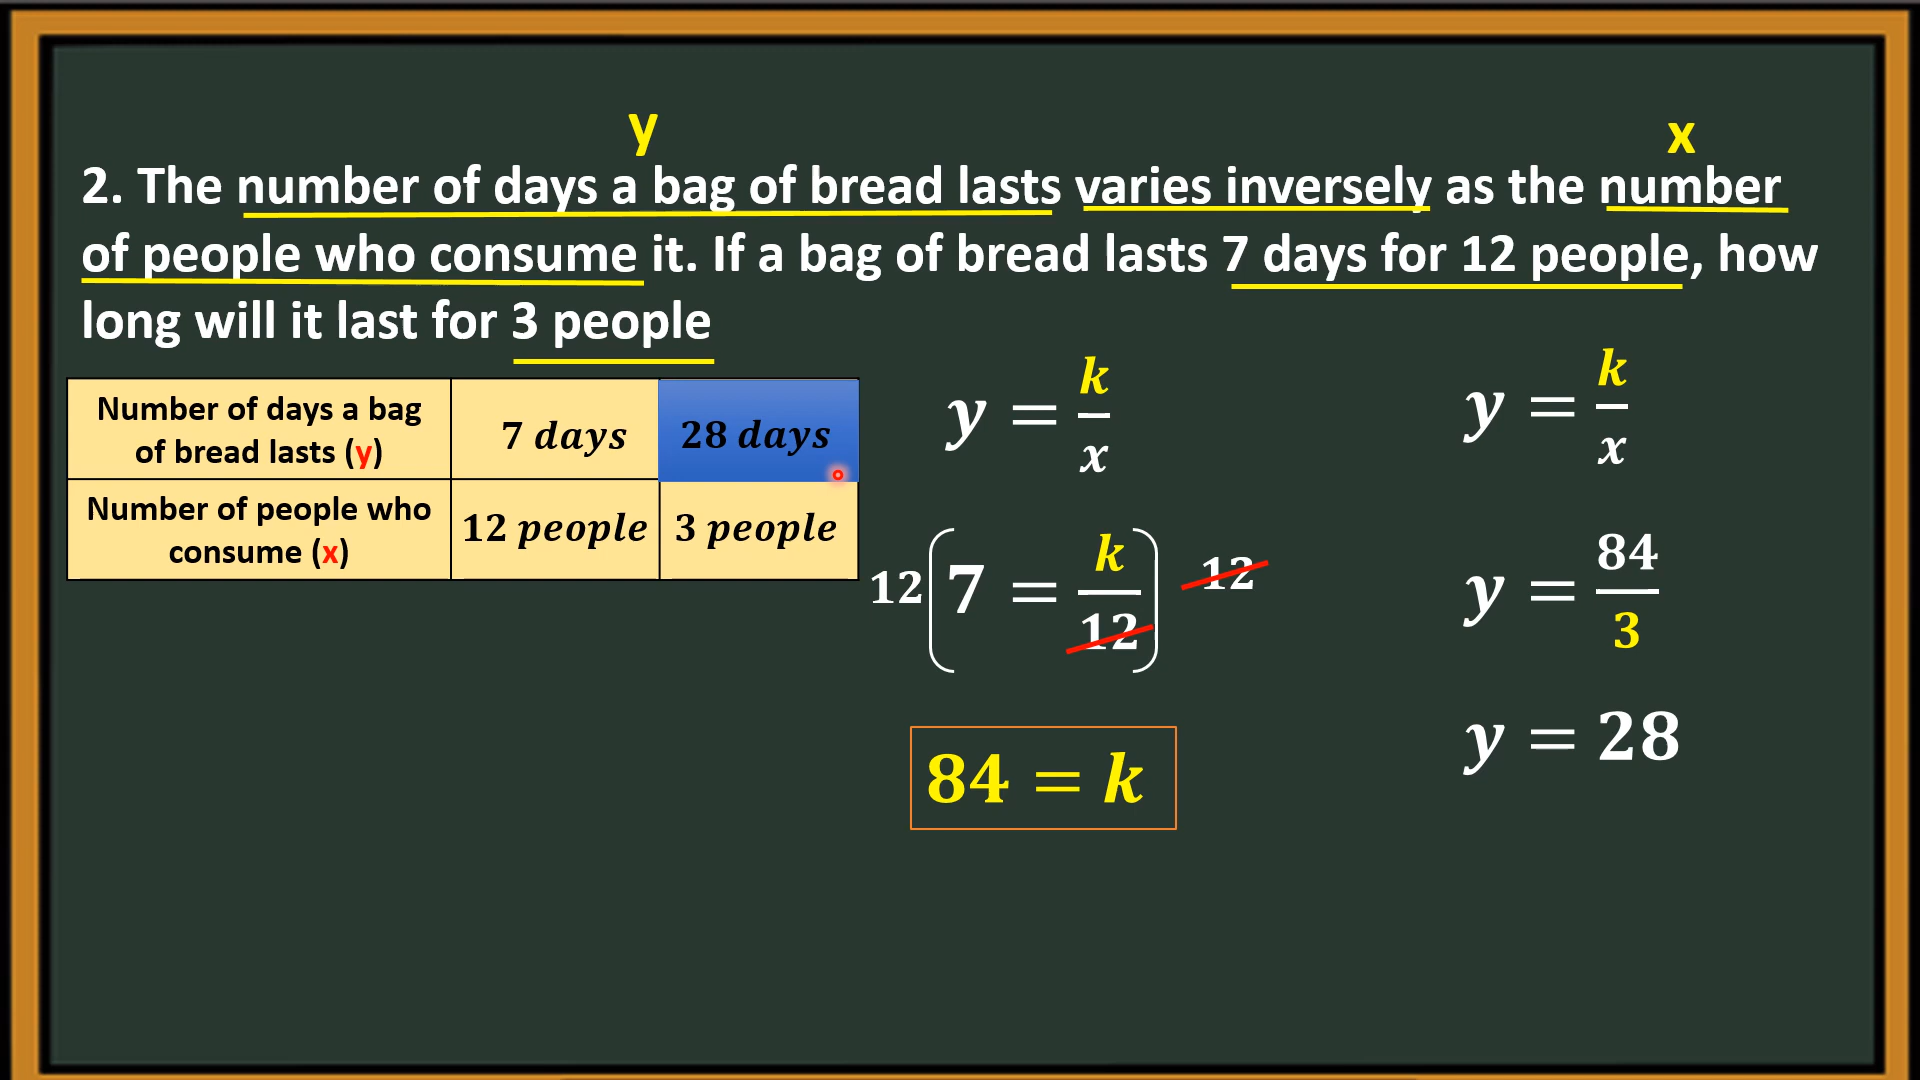 y
x
2. The number of days a bag of bread lasts varies inversely as the number
of people who consume it. If a bag of bread lasts 7 days for 12 people, how
long will it last for 3 people
Number of days a bag
of bread lasts (y)
7 days
28 days
Number of people who
consume (x)
12 people
3 people
y = k/x
12(7 = k/12) 12
84 = k
y = k/x
y = 84/3
y = 28